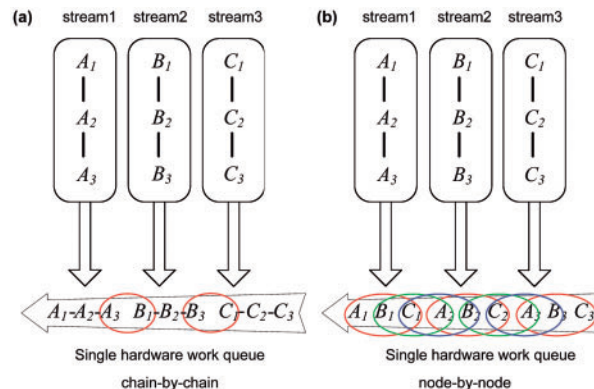 (a) stream1 stream2 stream3
A1 B1 C1
A2 B2 C2
A3 B3 C3
A1-A2-A3 B1-B2-B3 C1-C2-C3
Single hardware work queue
chain-by-chain
(b) stream1 stream2 stream3
A1 B1 C1
A2 B2 C2
A3 B3 C3
A1 B1 C1 A2 B2 C2 A3 B3 C3
Single hardware work queue
node-by-node